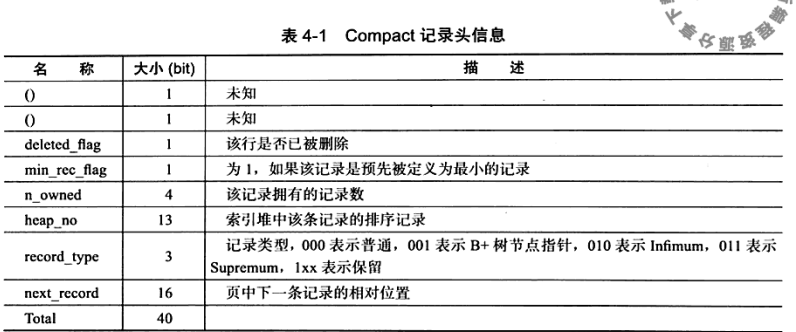 表 4-1 Compact 记录头信息
名 称 大小 (bit) 描 述
() 1 未知
() 1 未知
deleted_flag 1 该行是否已被删除
min_rec_flag 1 为 1，如果该记录是预先被定义为最小的记录
n_owned 4 该记录拥有的记录数
heap_no 13 索引堆中该条记录的排序记录
record_type 3 记录类型，000 表示普通，001 表示 B+ 树节点指针，010 表示 Infimum，011 表示
Supremum，1xx 表示保留
next_record 16 页中下一条记录的相对位置
Total 40